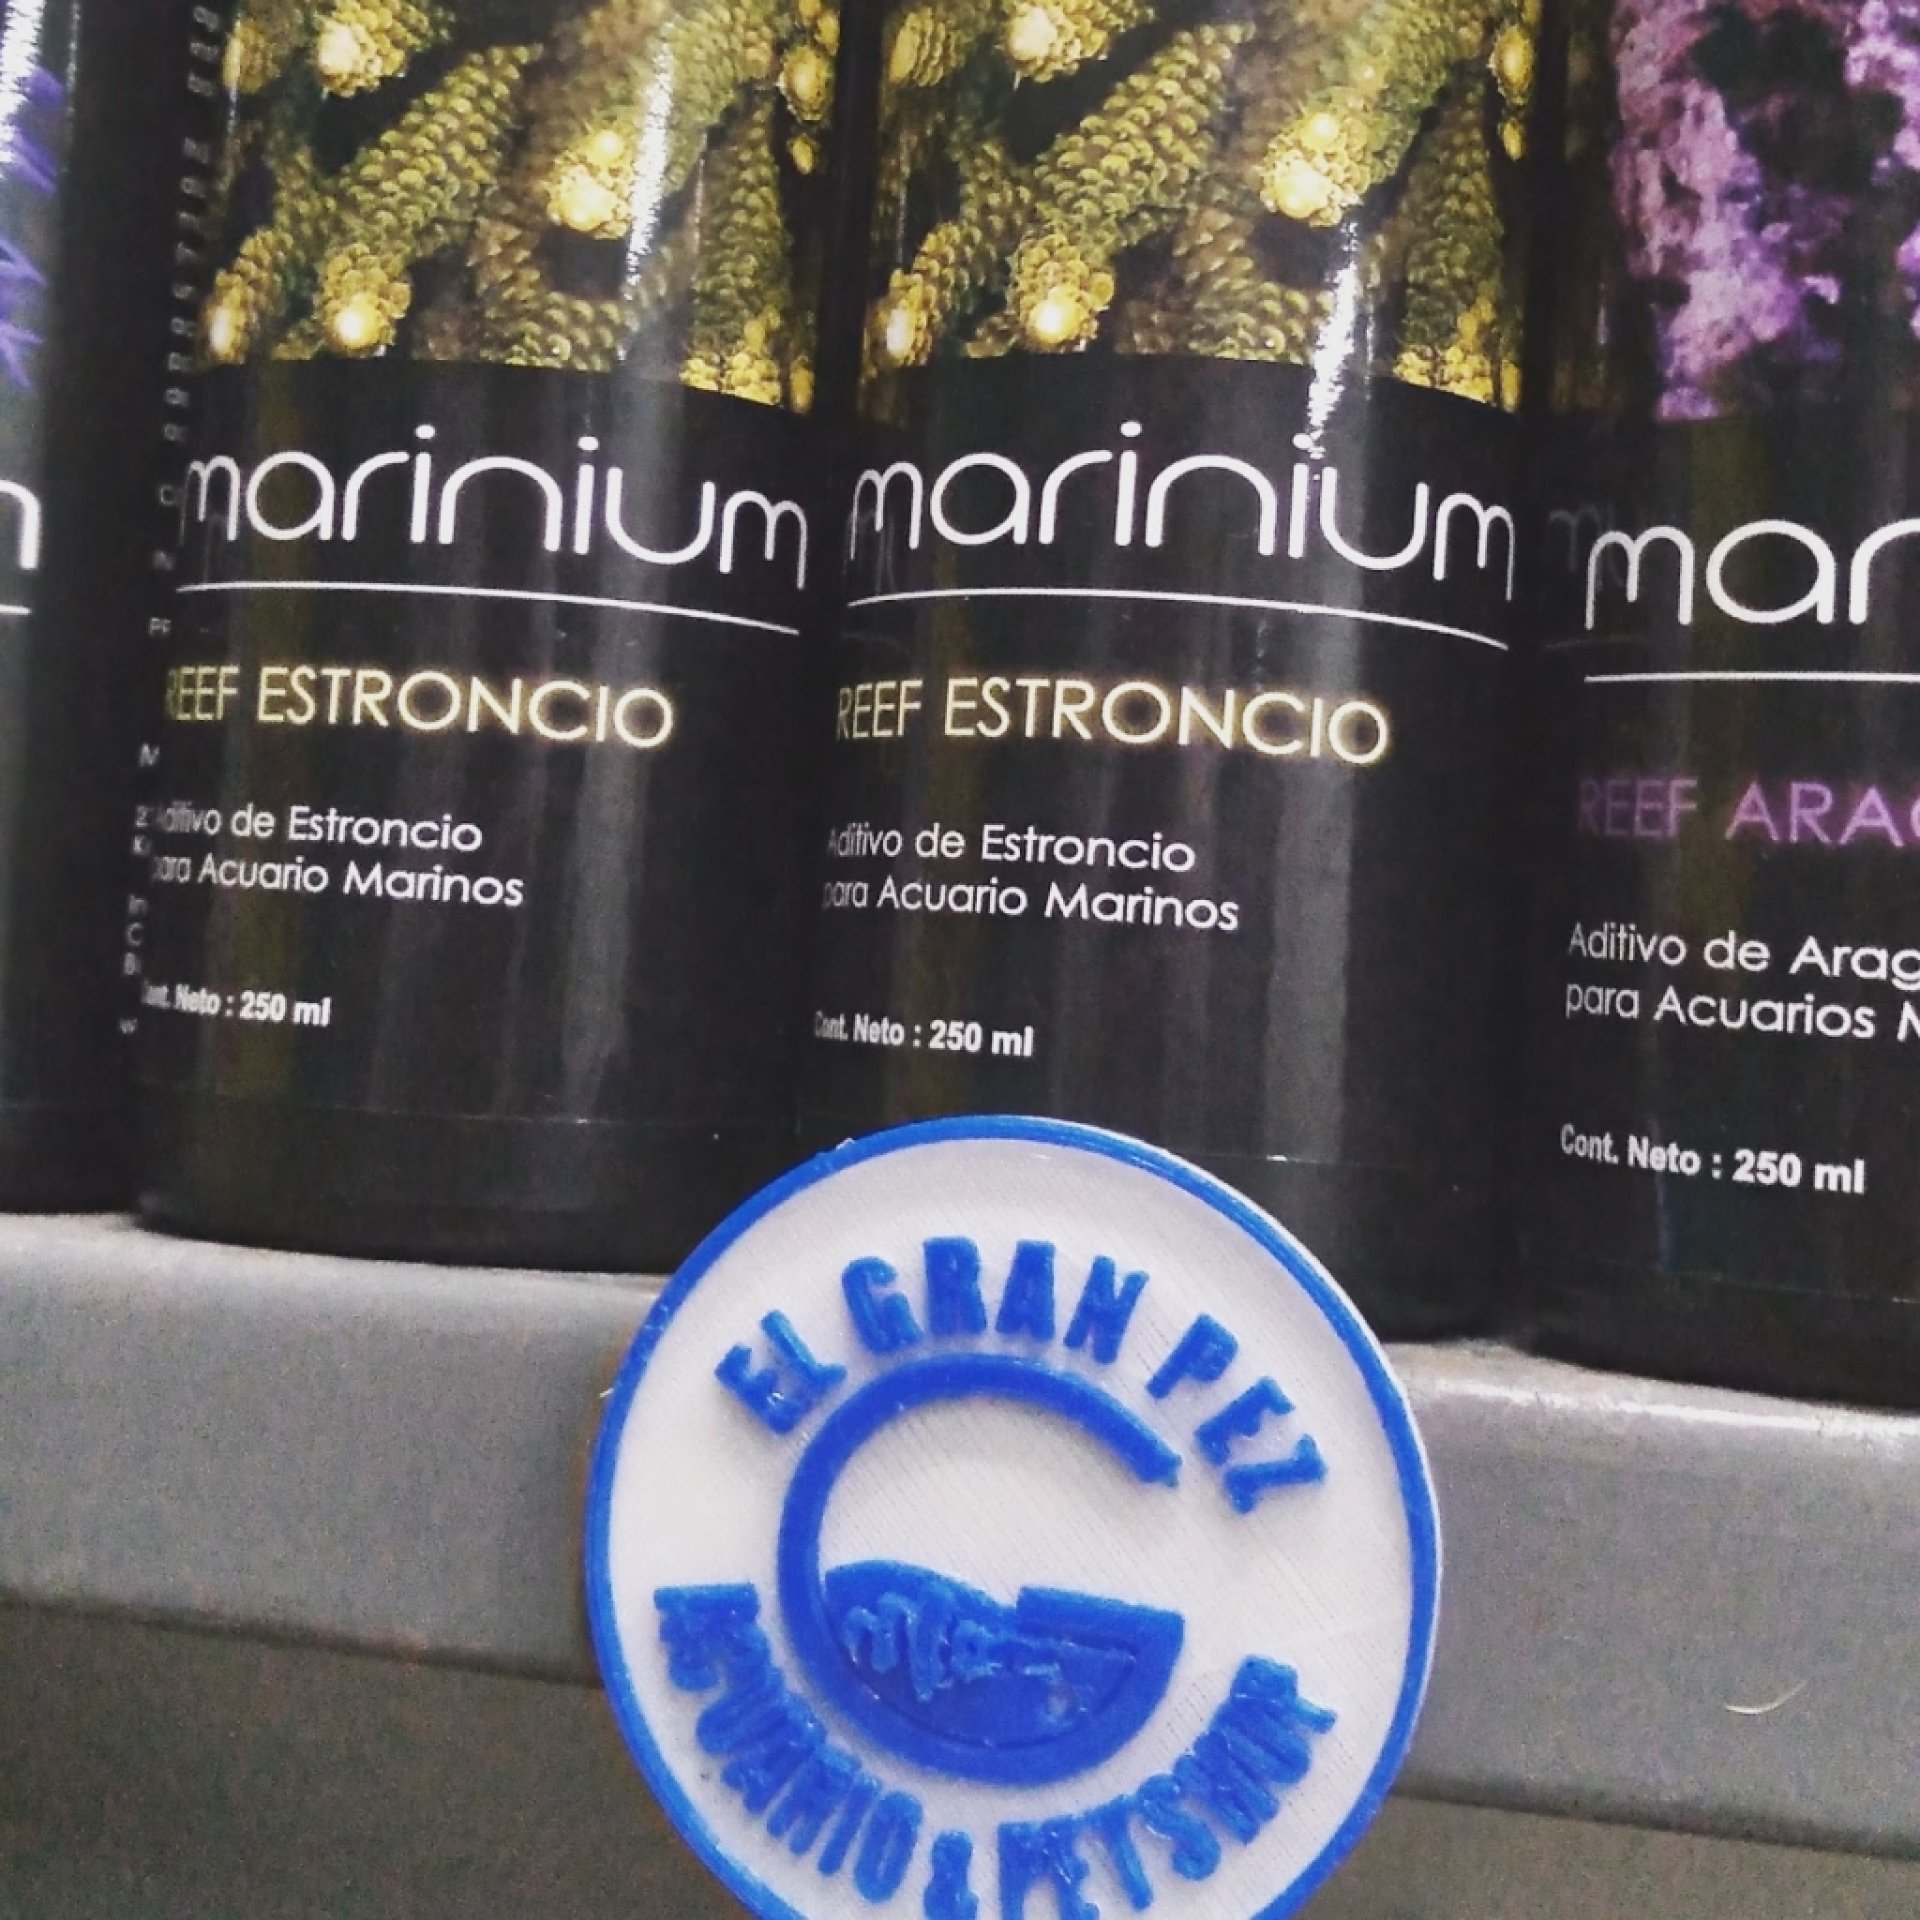 marinium
REEF ESTRONCIO
Aditivo de Estroncio
para Acuario Marinos
Cont. Neto : 250 ml
marinium
REEF ESTRONCIO
Aditivo de Estroncio
para Acuario Marinos
Cont. Neto : 250 ml
REEF
Aditivo de
para Acuarios
Cont. Neto : 250 ml
EL GRAN PEZ
ACUARIO & PETSHOP